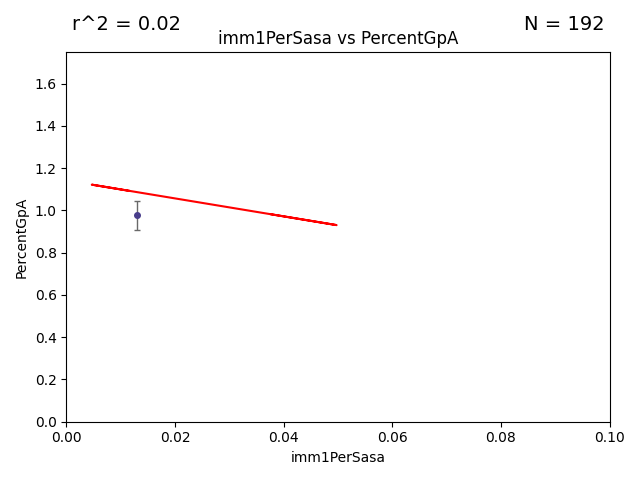 r^2 = 0.02
N = 192
imm1PerSasa vs PercentGpA
PercentGpA
1.6
1.4
1.2
1.0
0.8
0.6
0.4
0.2
0.0
0.00 0.02 0.04 0.06 0.08 0.10
imm1PerSasa